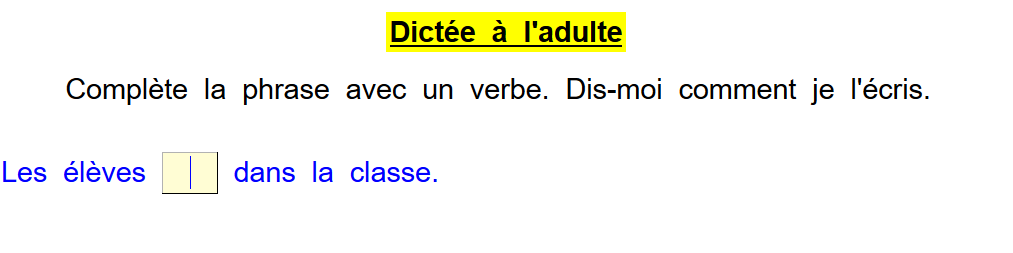 Dictée à l'adulte
Complète la phrase avec un verbe. Dis-moi comment je l'écris.
Les élèves dans la classe.